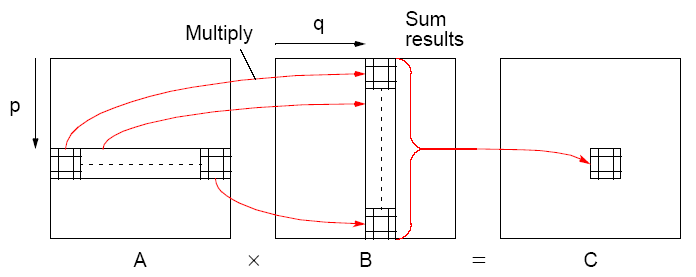 Multiply
q
Sum
results
p
A × B = C